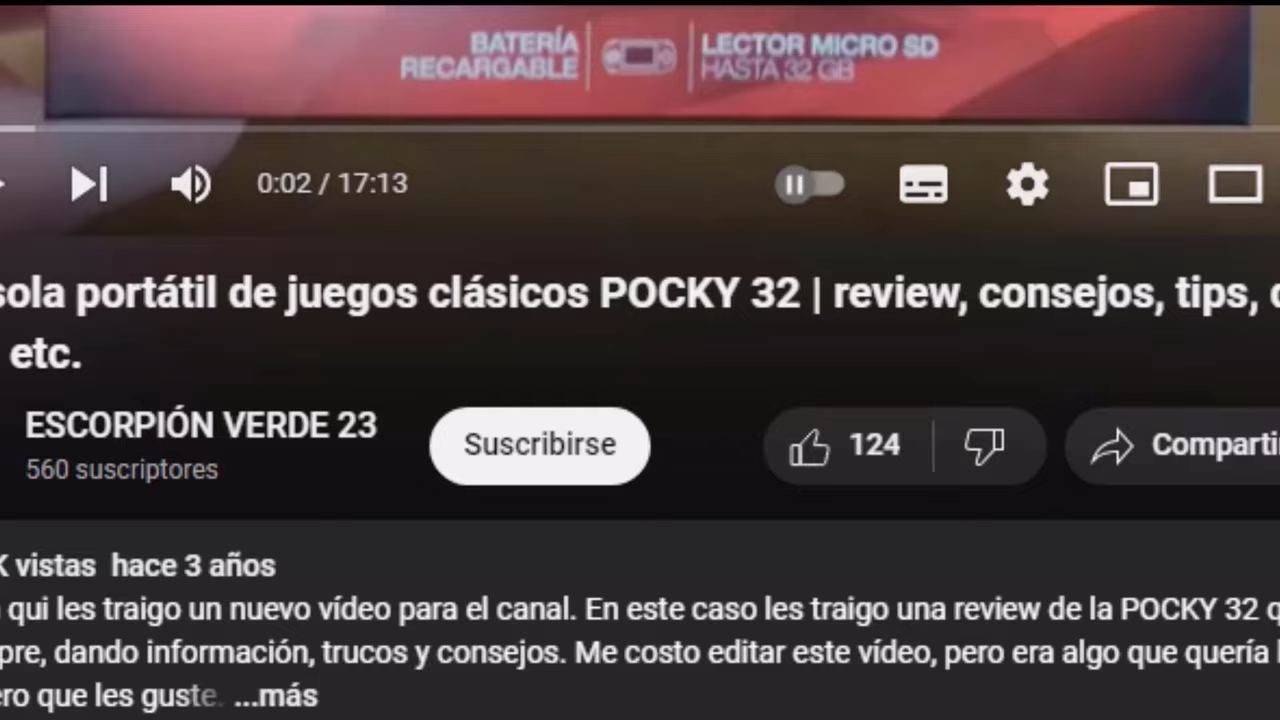 BATERÍA
RECARGABLE
LECTOR MICRO SD
HASTA 32 GB
0:02 / 17:13
sola portátil de juegos clásicos POCKY 32 | review, consejos, tips,
etc.
ESCORPIÓN VERDE 23
560 suscriptores
Suscribirse
124
Comparti
K vistas hace 3 años
qui les traigo un nuevo vídeo para el canal. En este caso les traigo una review de la POCKY 32 q
pre, dando información, trucos y consejos. Me costo editar este vídeo, pero era algo que quería
ero que les guste. ...más